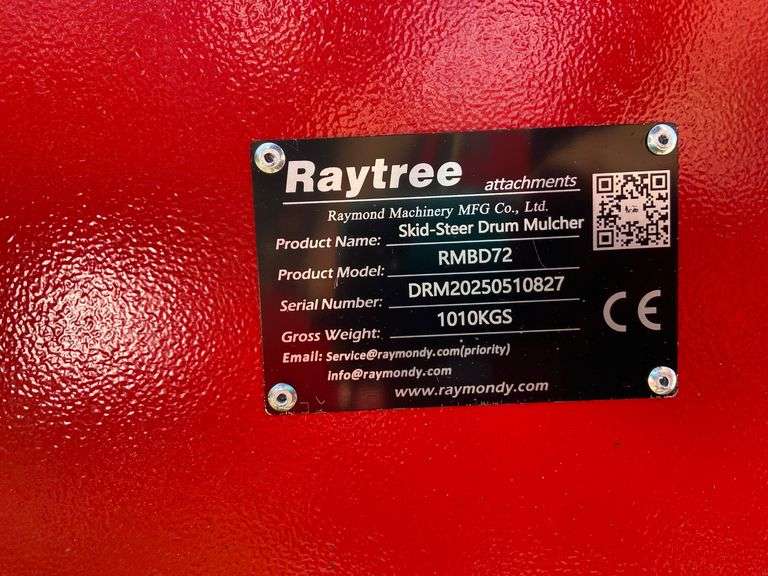 Raytree attachments
Raymond Machinery MFG Co., Ltd.
Product Name: Skid-Steer Drum Mulcher
Product Model: RMBD72
Serial Number: DRM20250510827
Gross Weight: 1010KGS
Email: Service@raymondy.com(priority)
info@raymondy.com
www.raymondy.com
CE